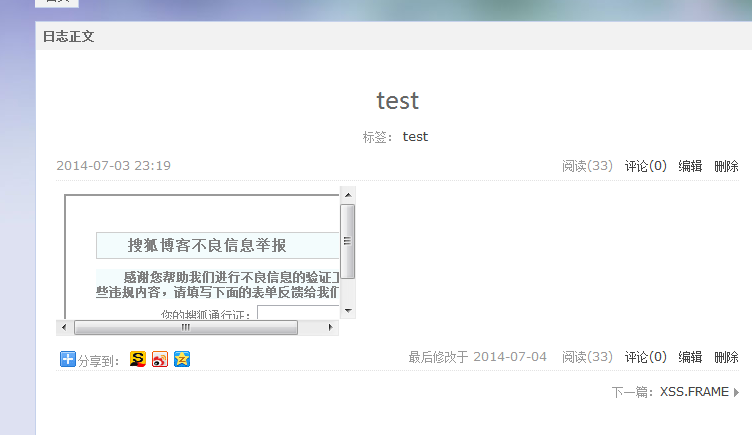 日志正文
test
标签： test
2014-07-03 23:19 阅读(33) 评论(0) 编辑 删除
搜狐博客不良信息举报
感谢您帮助我们进行不良信息的验证
些违规内容，请填写下面的表单反馈给我们
您的搜狐通行证：
分享到： 最后修改于 2014-07-04 阅读(33) 评论(0) 编辑 删除
下一篇：XSS.FRAME